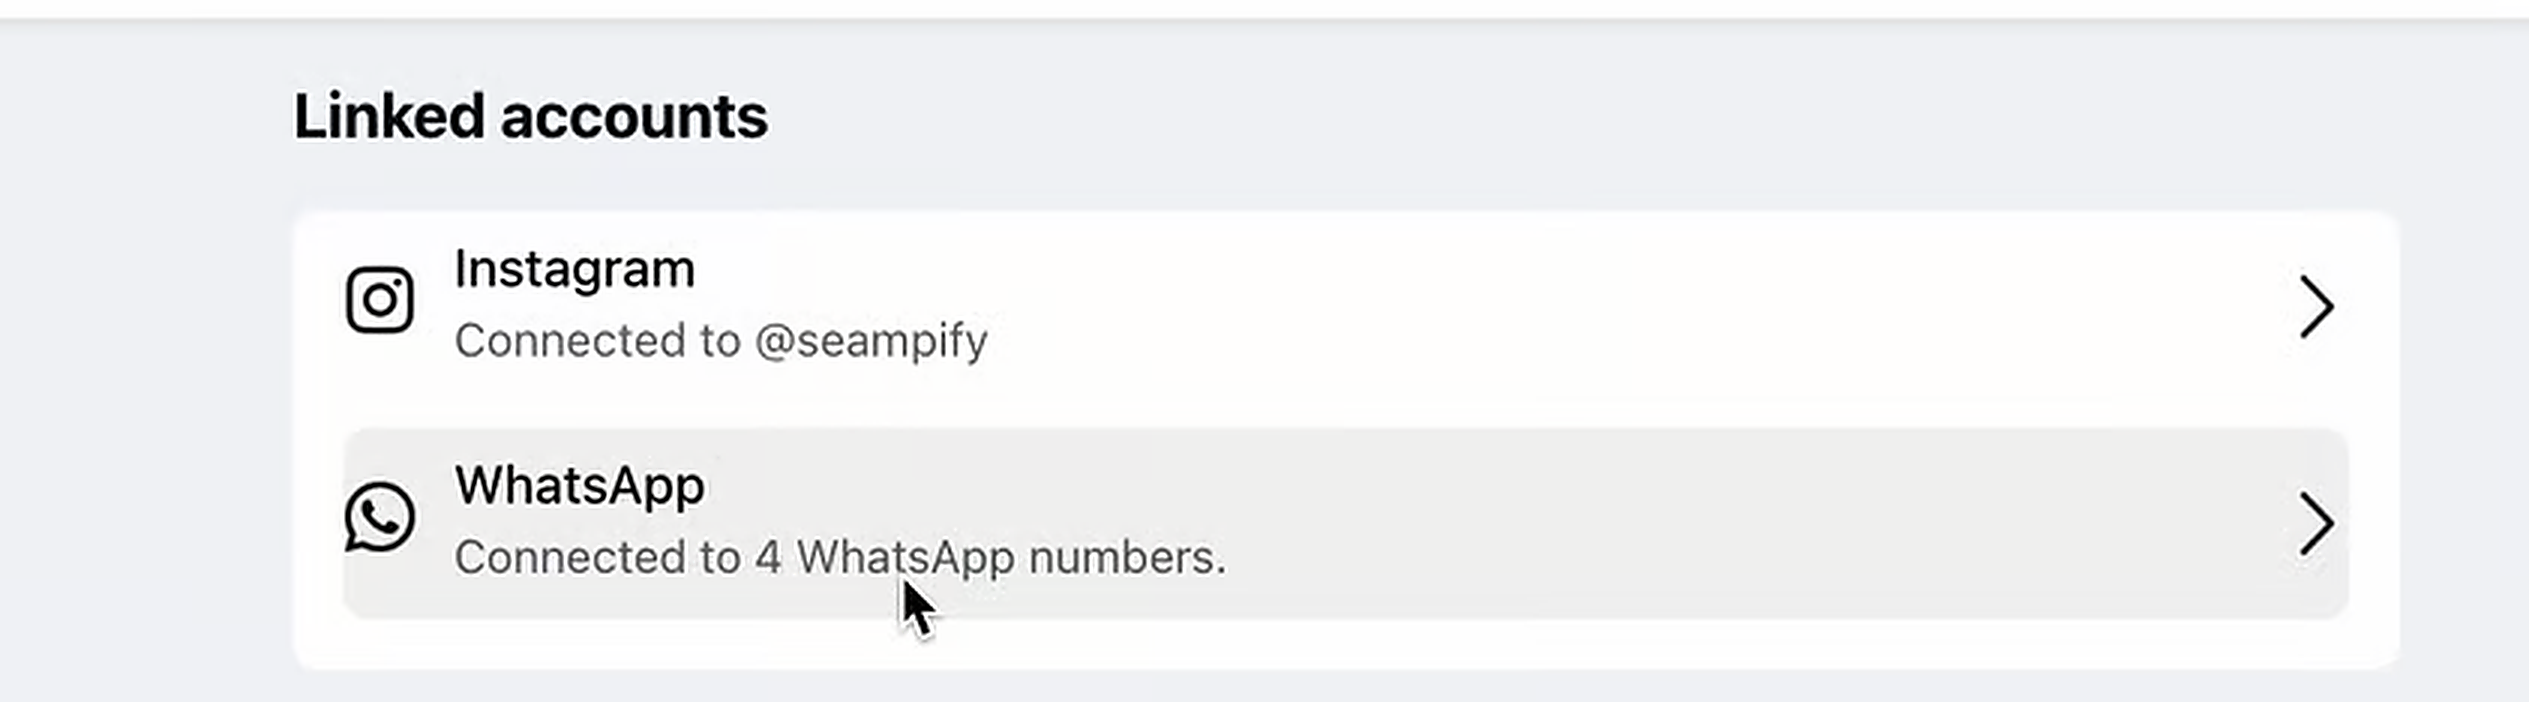 Linked accounts
Instagram
Connected to @seampify
WhatsApp
Connected to 4 WhatsApp numbers.